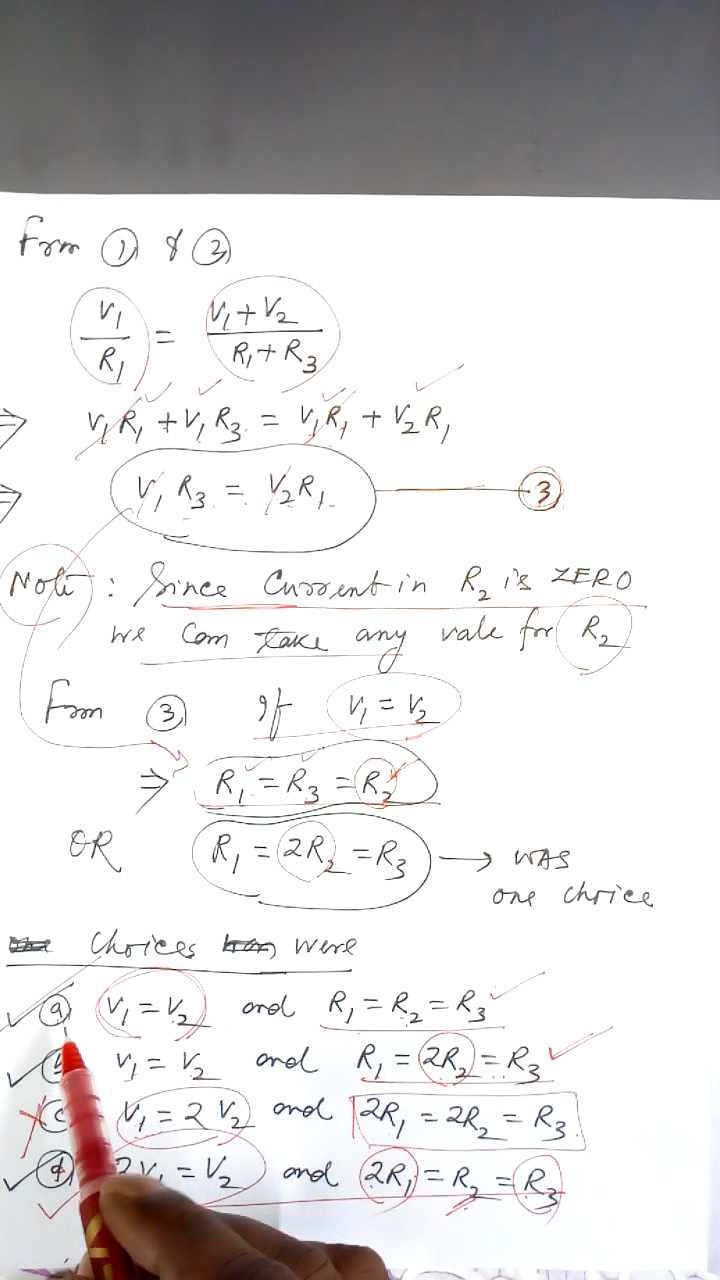 From ① & ②
V₁/R₁ = (V₁ + V₂)/(R₁ + R₃)
⇒ V₁R₁ + V₁R₃ = V₁R₁ + V₂R₁
⇒ V₁R₃ = V₂R₁ ③
Note : Since Current in R₂ is ZERO
we can take any vale for R₂
From ③ If V₁ = V₂
⇒ R₁ = R₃ = R₂
OR R₁ = 2R₂ = R₃ → WAS
one choice
Choices were
ⓐ V₁ = V₂ and R₁ = R₂ = R₃
V₁ = V₂ and R₁ = 2R₂ = R₃
ⓒ V₁ = 2V₂ and 2R₁ = 2R₂ = R₃
ⓓ 2V₁ = V₂ and 2R₁ = R₂ = R₃